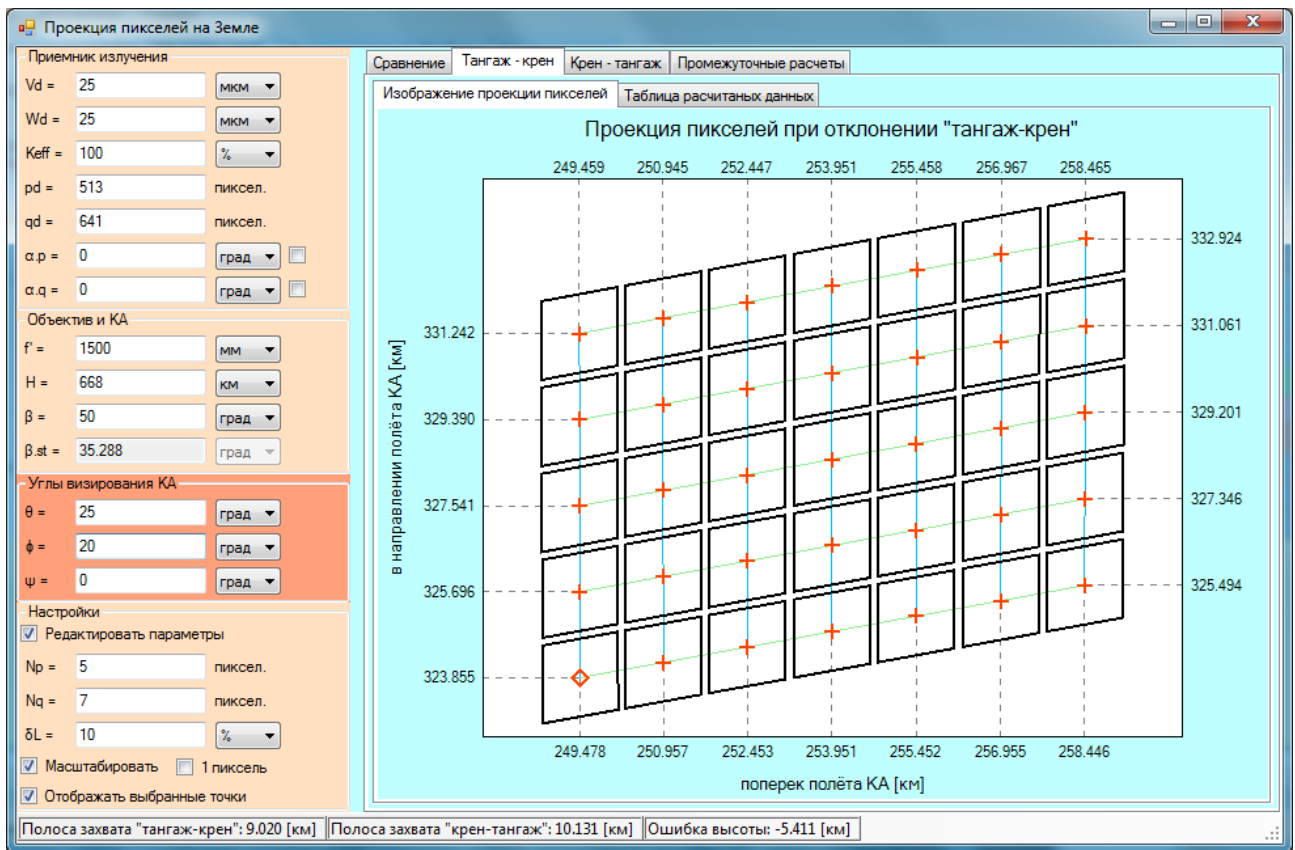 Проекция пикселей на Земле
Приемник излучения
Vd = 25 мкм
Wd = 25 мкм
Keff = 100 %
pd = 513 пиксел.
qd = 641 пиксел.
α.p = 0 град
α.q = 0 град
Объектив и КА
f' = 1500 мм
H = 668 км
β = 50 град
β.st = 35.288 град
Углы визирования КА
θ = 25 град
ϕ = 20 град
ψ = 0 град
Настройки
Редактировать параметры
Np = 5 пиксел.
Nq = 7 пиксел.
δL = 10 %
Масштабировать 1 пиксель
Отображать выбранные точки
Сравнение Тангаж - крен Крен - тангаж Промежуточные расчеты
Изображение проекции пикселей Таблица расчитаных данных
Проекция пикселей при отклонении "тангаж-крен"
249.459 250.945 252.447 253.951 255.458 256.967 258.465
332.924
331.242 331.061
329.390 329.201
327.541 327.346
325.696 325.494
323.855
в направлении полёта КА [км]
249.478 250.957 252.453 253.951 255.452 256.955 258.446
поперек полёта КА [км]
Полоса захвата "тангаж-крен": 9.020 [км] Полоса захвата "крен-тангаж": 10.131 [км] Ошибка высоты: -5.411 [км]